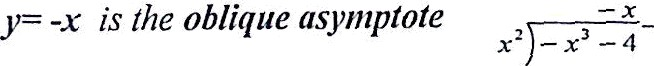 y= -x is the oblique asymptote
-x
x²)-x³ - 4